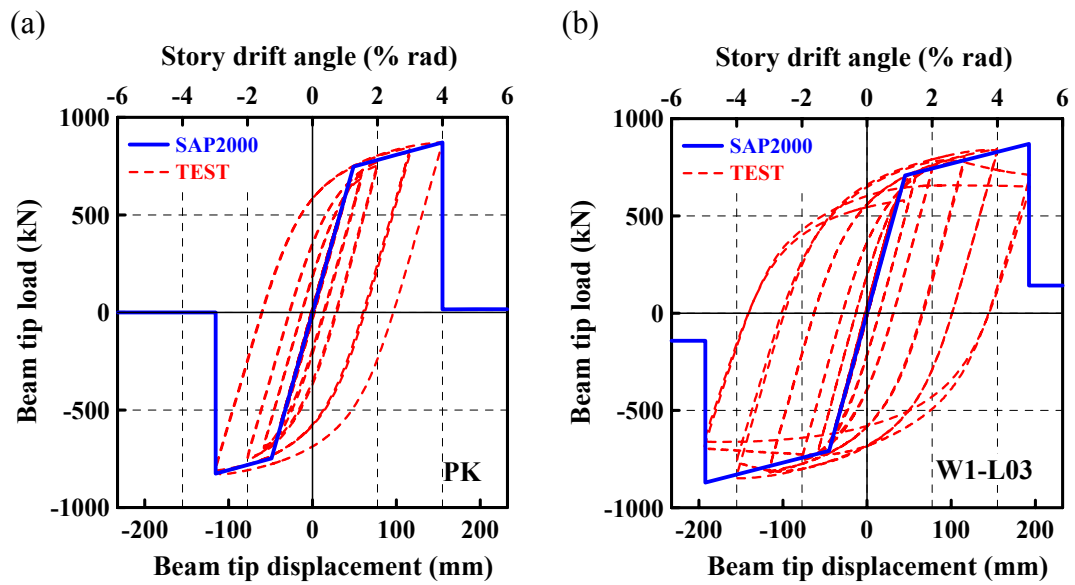 (a)
Story drift angle (% rad)
-6 -4 -2 0 2 4 6
1000
500
0
-500
-1000
Beam tip load (kN)
SAP2000
TEST
PK
-200 -100 0 100 200
Beam tip displacement (mm)
(b)
Story drift angle (% rad)
-6 -4 -2 0 2 4 6
1000
500
0
-500
-1000
Beam tip load (kN)
SAP2000
TEST
W1-L03
-200 -100 0 100 200
Beam tip displacement (mm)